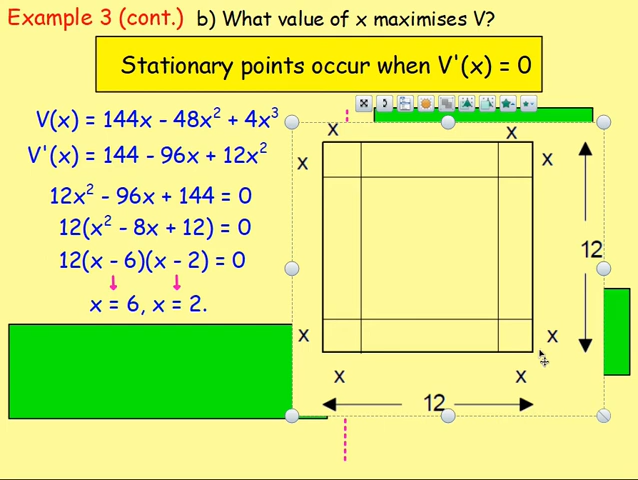 Example 3 (cont.) b) What value of x maximises V?
Stationary points occur when V'(x) = 0
V(x) = 144x - 48x² + 4x³
V'(x) = 144 - 96x + 12x²
12x² - 96x + 144 = 0
12(x² - 8x + 12) = 0
12(x - 6)(x - 2) = 0
x = 6, x = 2.
x x
x x
12
x x
x x
12